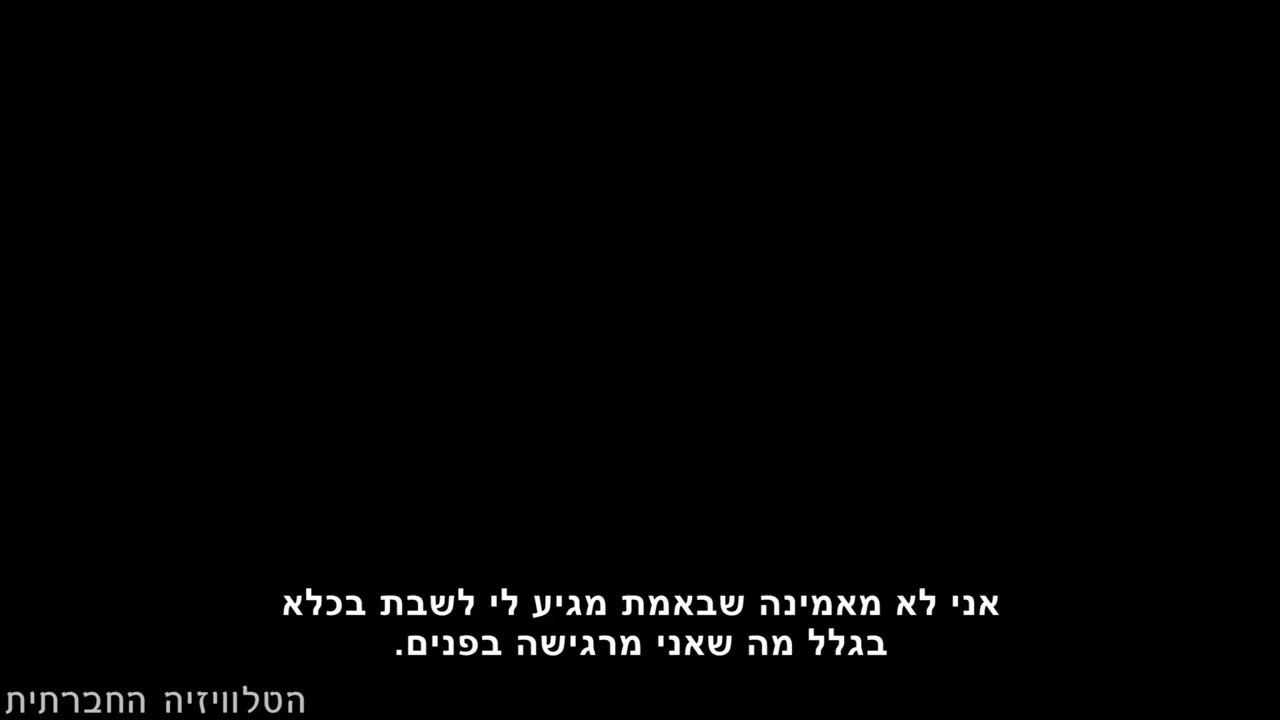 אני לא מאמינה שבאמת מגיע לי לשבת בכלא
בגלל מה שאני מרגישה בפנים.
הטלוויזיה החברתית